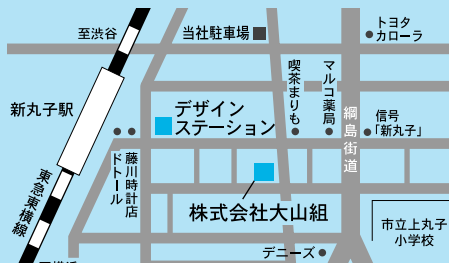 至渋谷
当社駐車場
トヨタ
カローラ
新丸子駅
デザイン
ステーション
喫茶まりも
マルコ薬局
綱島街道
信号
「新丸子」
藤川時計店
ドトール
東急東横線
株式会社大山組
市立上丸子
小学校
デニーズ